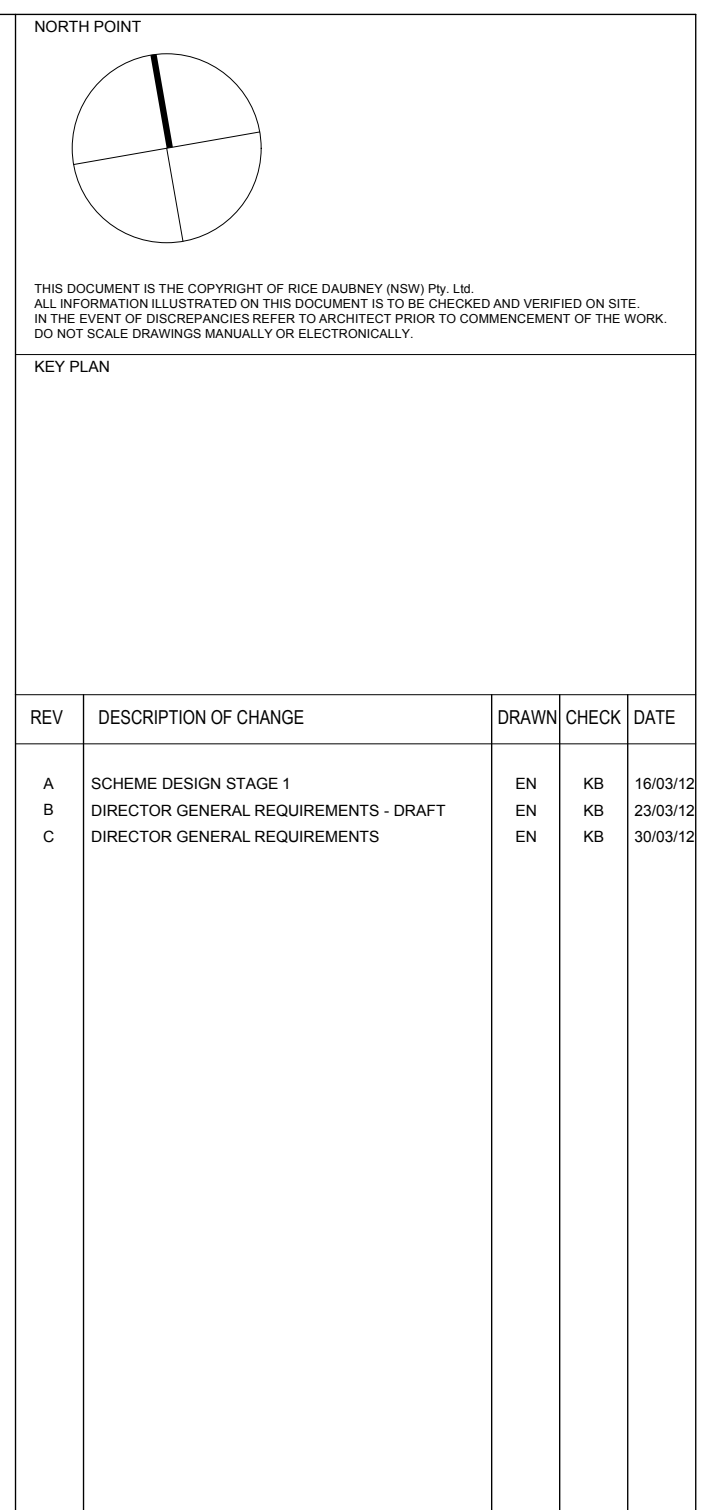 NORTH POINT
THIS DOCUMENT IS THE COPYRIGHT OF RICE DAUBNEY (NSW) Pty. Ltd.
ALL INFORMATION ILLUSTRATED ON THIS DOCUMENT IS TO BE CHECKED AND VERIFIED ON SITE.
IN THE EVENT OF DISCREPANCIES REFER TO ARCHITECT PRIOR TO COMMENCEMENT OF THE WORK.
DO NOT SCALE DRAWINGS MANUALLY OR ELECTRONICALLY.
KEY PLAN
REV DESCRIPTION OF CHANGE DRAWN CHECK DATE
A SCHEME DESIGN STAGE 1 EN KB 16/03/12
B DIRECTOR GENERAL REQUIREMENTS - DRAFT EN KB 23/03/12
C DIRECTOR GENERAL REQUIREMENTS EN KB 30/03/12